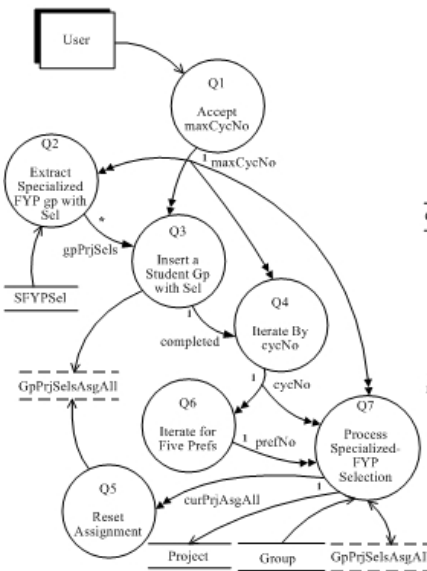 User
Q1
Accept
maxCycNo
Q2
Extract
Specialized
FYP gp with
Sel
1 maxCycNo
*
gpPrjSels
Q3
Insert a
Student Gp
with Sel
SFYPSel
1
completed
Q4
Iterate By
cycNo
GpPrjSelsAsgAll
1 cycNo
Q6
Iterate for
Five Prefs
1 prefNo
Q7
Process
Specialized-
FYP
Selection
1
curPrjAsgAll
Q5
Reset
Assignment
Project
Group
GpPrjSelsAsgAll